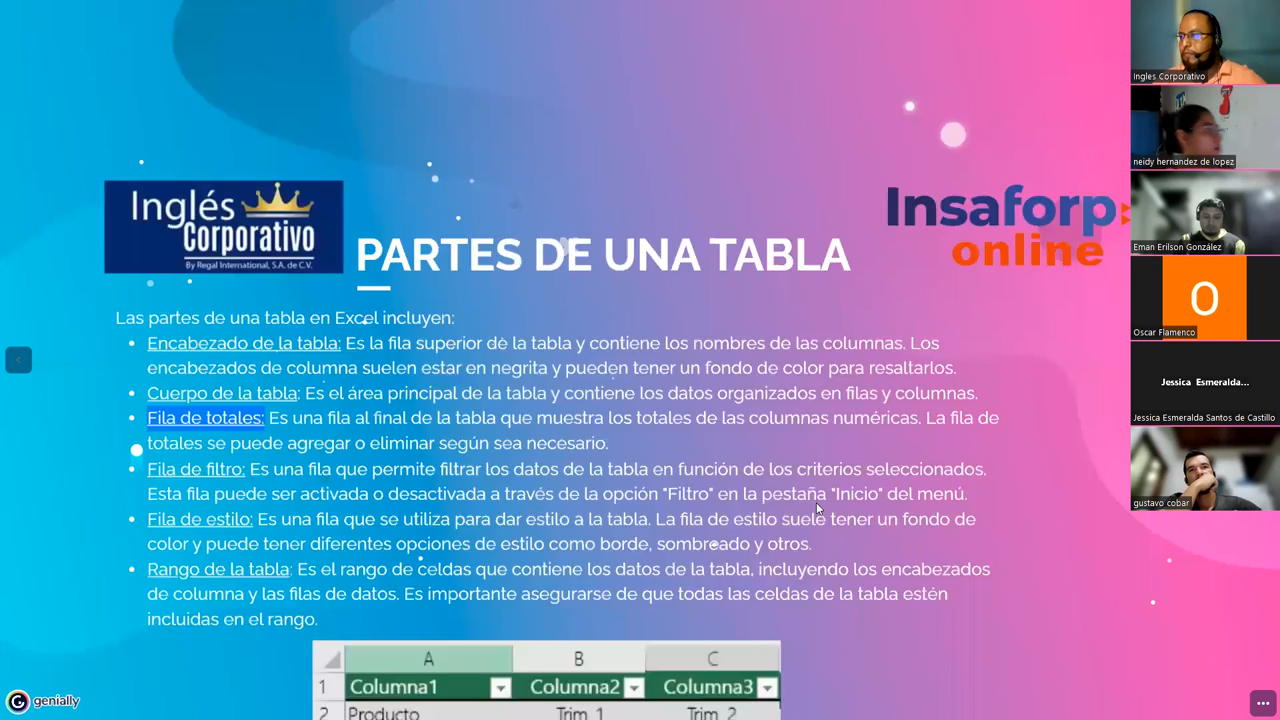 Inglés
Corporativo
By Regal International, S.A. de C.V.
PARTES DE UNA TABLA
Insaforp
online
Las partes de una tabla en Excel incluyen:
• Encabezado de la tabla: Es la fila superior de la tabla y contiene los nombres de las columnas. Los
encabezados de columna suelen estar en negrita y pueden tener un fondo de color para resaltarlos.
• Cuerpo de la tabla: Es el área principal de la tabla y contiene los datos organizados en filas y columnas.
• Fila de totales: Es una fila al final de la tabla que muestra los totales de las columnas numéricas. La fila de
totales se puede agregar o eliminar según sea necesario.
• Fila de filtro: Es una fila que permite filtrar los datos de la tabla en función de los criterios seleccionados.
Esta fila puede ser activada o desactivada a través de la opción "Filtro" en la pestaña "Inicio" del menú.
• Fila de estilo: Es una fila que se utiliza para dar estilo a la tabla. La fila de estilo suele tener un fondo de
color y puede tener diferentes opciones de estilo como borde, sombreado y otros.
• Rango de la tabla: Es el rango de celdas que contiene los datos de la tabla, incluyendo los encabezados
de columna y las filas de datos. Es importante asegurarse de que todas las celdas de la tabla estén
incluidas en el rango.
A B C
1 Columna1 Columna2 Columna3
2 Producto Trim. 1 Trim. 2
genially
Ingles Corporativo
neidy hernandez de lopez
Eman Erilson González
O
Oscar Flamenco
Jessica Esmeralda...
Jessica Esmeralda Santos de Castillo
gustavo cobar